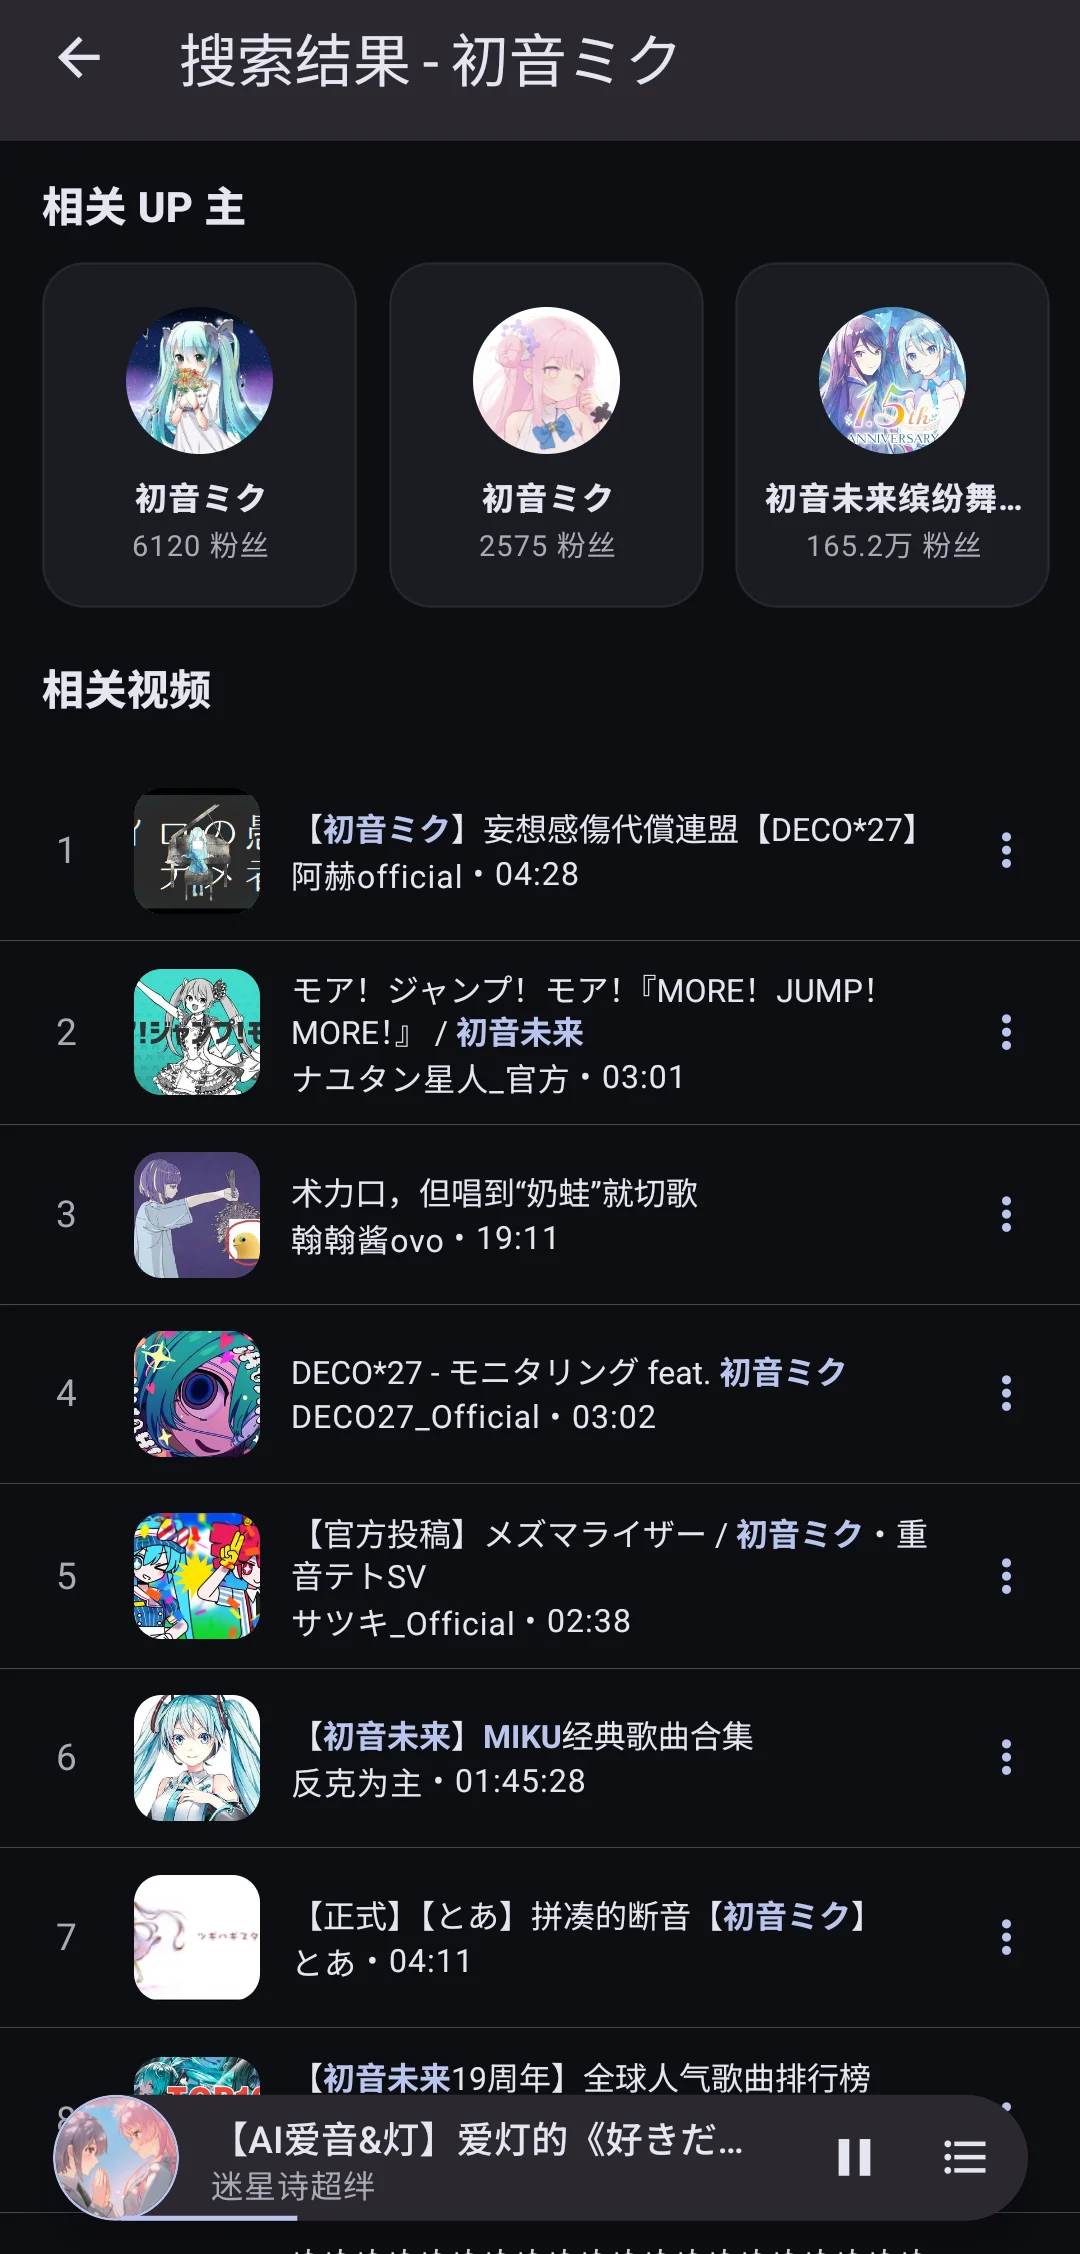 搜索结果 - 初音ミク
相关 UP 主
初音ミク
6120 粉丝
初音ミク
2575 粉丝
1.5th
ANNIVERSARY
初音未来缤纷舞...
165.2万 粉丝
相关视频
1
【初音ミク】妄想感傷代償連盟【DECO*27】
阿赫official • 04:28
2
モア！ジャンプ！モア！『MORE！JUMP！
MORE！』 / 初音未来
ナユタン星人_官方 • 03:01
3
术力口，但唱到“奶蛙”就切歌
翰翰酱ovo • 19:11
4
DECO*27 - モニタリング feat. 初音ミク
DECO27_Official • 03:02
5
【官方投稿】メズマライザー / 初音ミク・重
音テトSV
サツキ_Official • 02:38
6
【初音未来】MIKU经典歌曲合集
反克为主 • 01:45:28
7
【正式】【とあ】拼凑的断音【初音ミク】
とあ • 04:11
8
【初音未来19周年】全球人气歌曲排行榜
【AI爱音&灯】爱灯的《好きだ...
迷星诗超绊